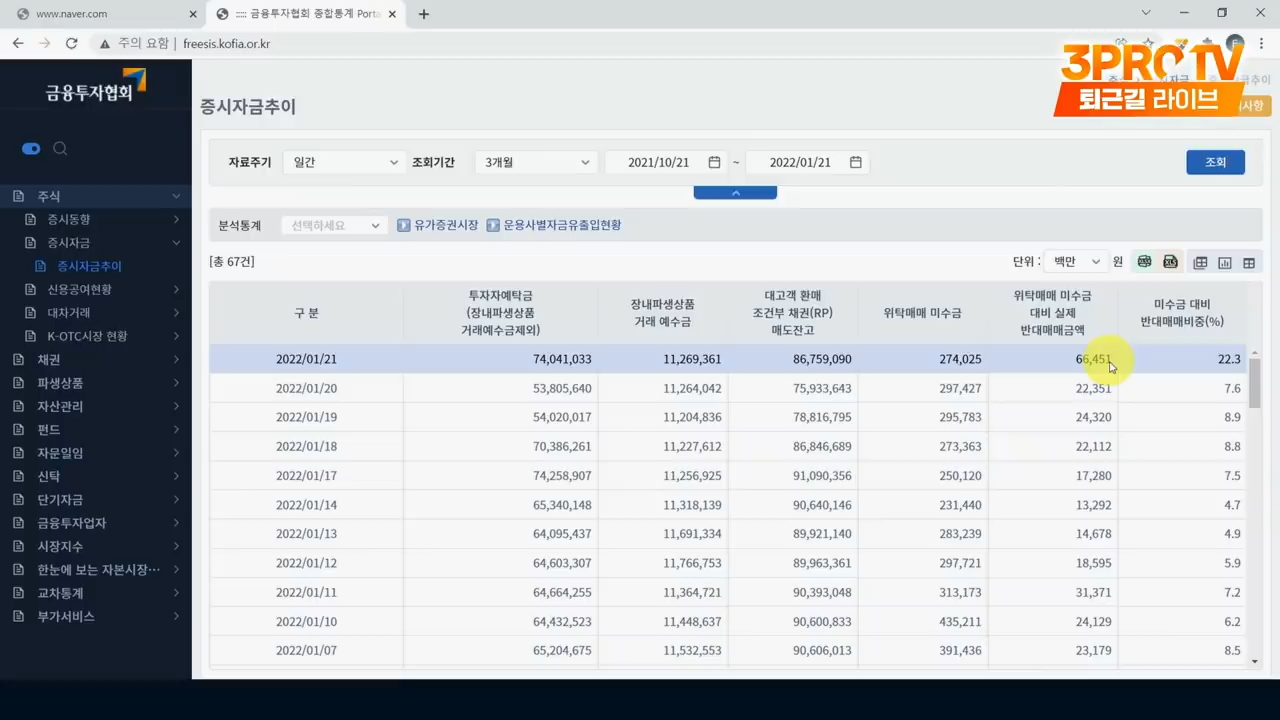 www.naver.com
::::: 금융투자협회 종합통계 Porta
주의 요함 | freesis.kofia.or.kr
3PROTV
퇴근길 라이브
금융투자협회
주식
증시동향
증시자금
증시자금추이
신용공여현황
대차거래
K-OTC시장 현황
채권
파생상품
자산관리
펀드
자문일임
신탁
단기자금
금융투자업자
시장지수
한눈에 보는 자본시장…
교차통계
부가서비스
증시자금추이
자료주기 일간 조회기간 3개월 2021/10/21 ~ 2022/01/21 조회
분석통계 선택하세요 유가증권시장 운용사별자금유출입현황
[총 67건] 단위 : 백만 원
구 분
투자자예탁금
(장내파생상품
거래예수금제외)
장내파생상품
거래 예수금
대고객 환매
조건부 채권(RP)
매도잔고
위탁매매 미수금
위탁매매 미수금
대비 실제
반대매매금액
미수금 대비
반대매매비중(%)
2022/01/21 74,041,033 11,269,361 86,759,090 274,025 66,451 22.3
2022/01/20 53,805,640 11,264,042 75,933,643 297,427 22,351 7.6
2022/01/19 54,020,017 11,204,836 78,816,795 295,783 24,320 8.9
2022/01/18 70,386,261 11,227,612 86,846,689 273,363 22,112 8.8
2022/01/17 74,258,907 11,256,925 91,090,356 250,120 17,280 7.5
2022/01/14 65,340,148 11,318,139 90,640,146 231,440 13,292 4.7
2022/01/13 64,095,437 11,691,334 89,921,140 283,239 14,678 4.9
2022/01/12 64,603,307 11,766,753 89,963,361 297,721 18,595 5.9
2022/01/11 64,664,255 11,364,721 90,393,048 313,173 31,371 7.2
2022/01/10 64,432,523 11,448,637 90,600,833 435,211 24,129 6.2
2022/01/07 65,204,675 11,532,553 90,606,013 391,436 23,179 8.5